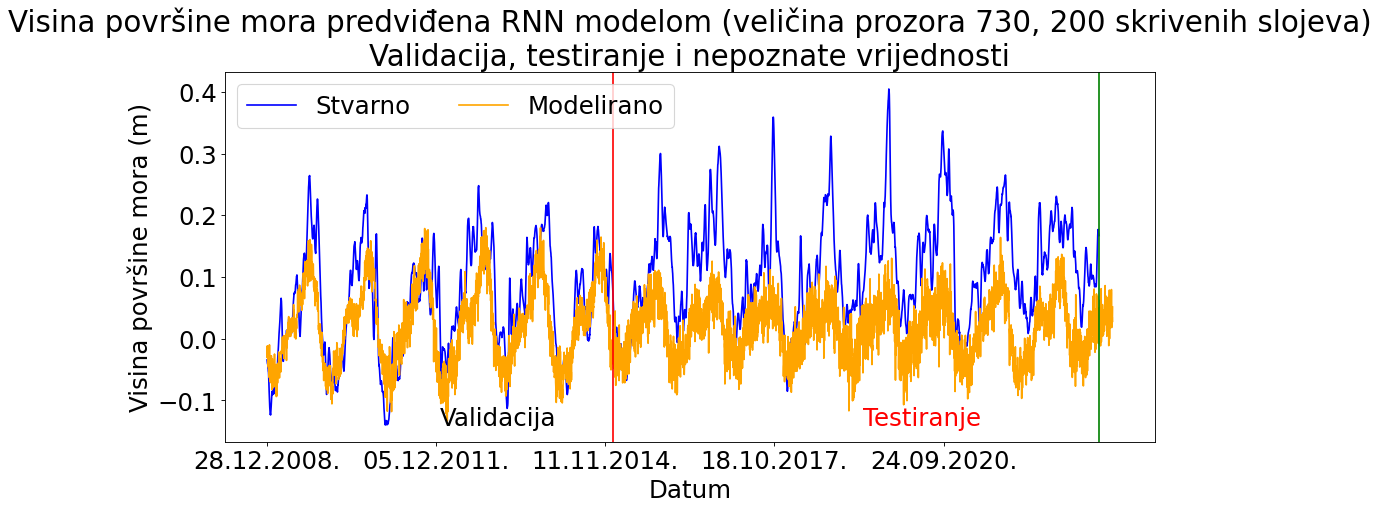 Visina površine mora predviđena RNN modelom (veličina prozora 730, 200 skrivenih slojeva)
Validacija, testiranje i nepoznate vrijednosti
Stvarno Modelirano
Visina površine mora (m)
0.4
0.3
0.2
0.1
0.0
−0.1
Validacija Testiranje
28.12.2008. 05.12.2011. 11.11.2014. 18.10.2017. 24.09.2020.
Datum